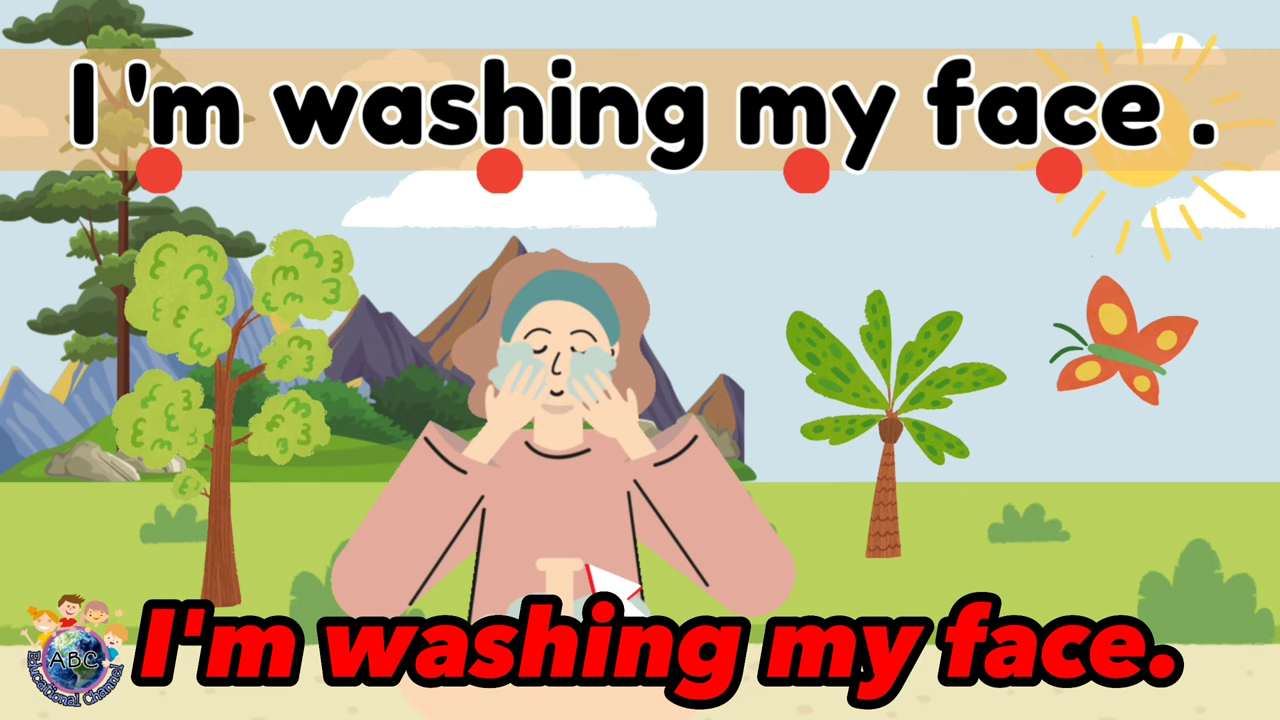 I 'm washing my face .
I'm washing my face.
ABC
Educational Channel